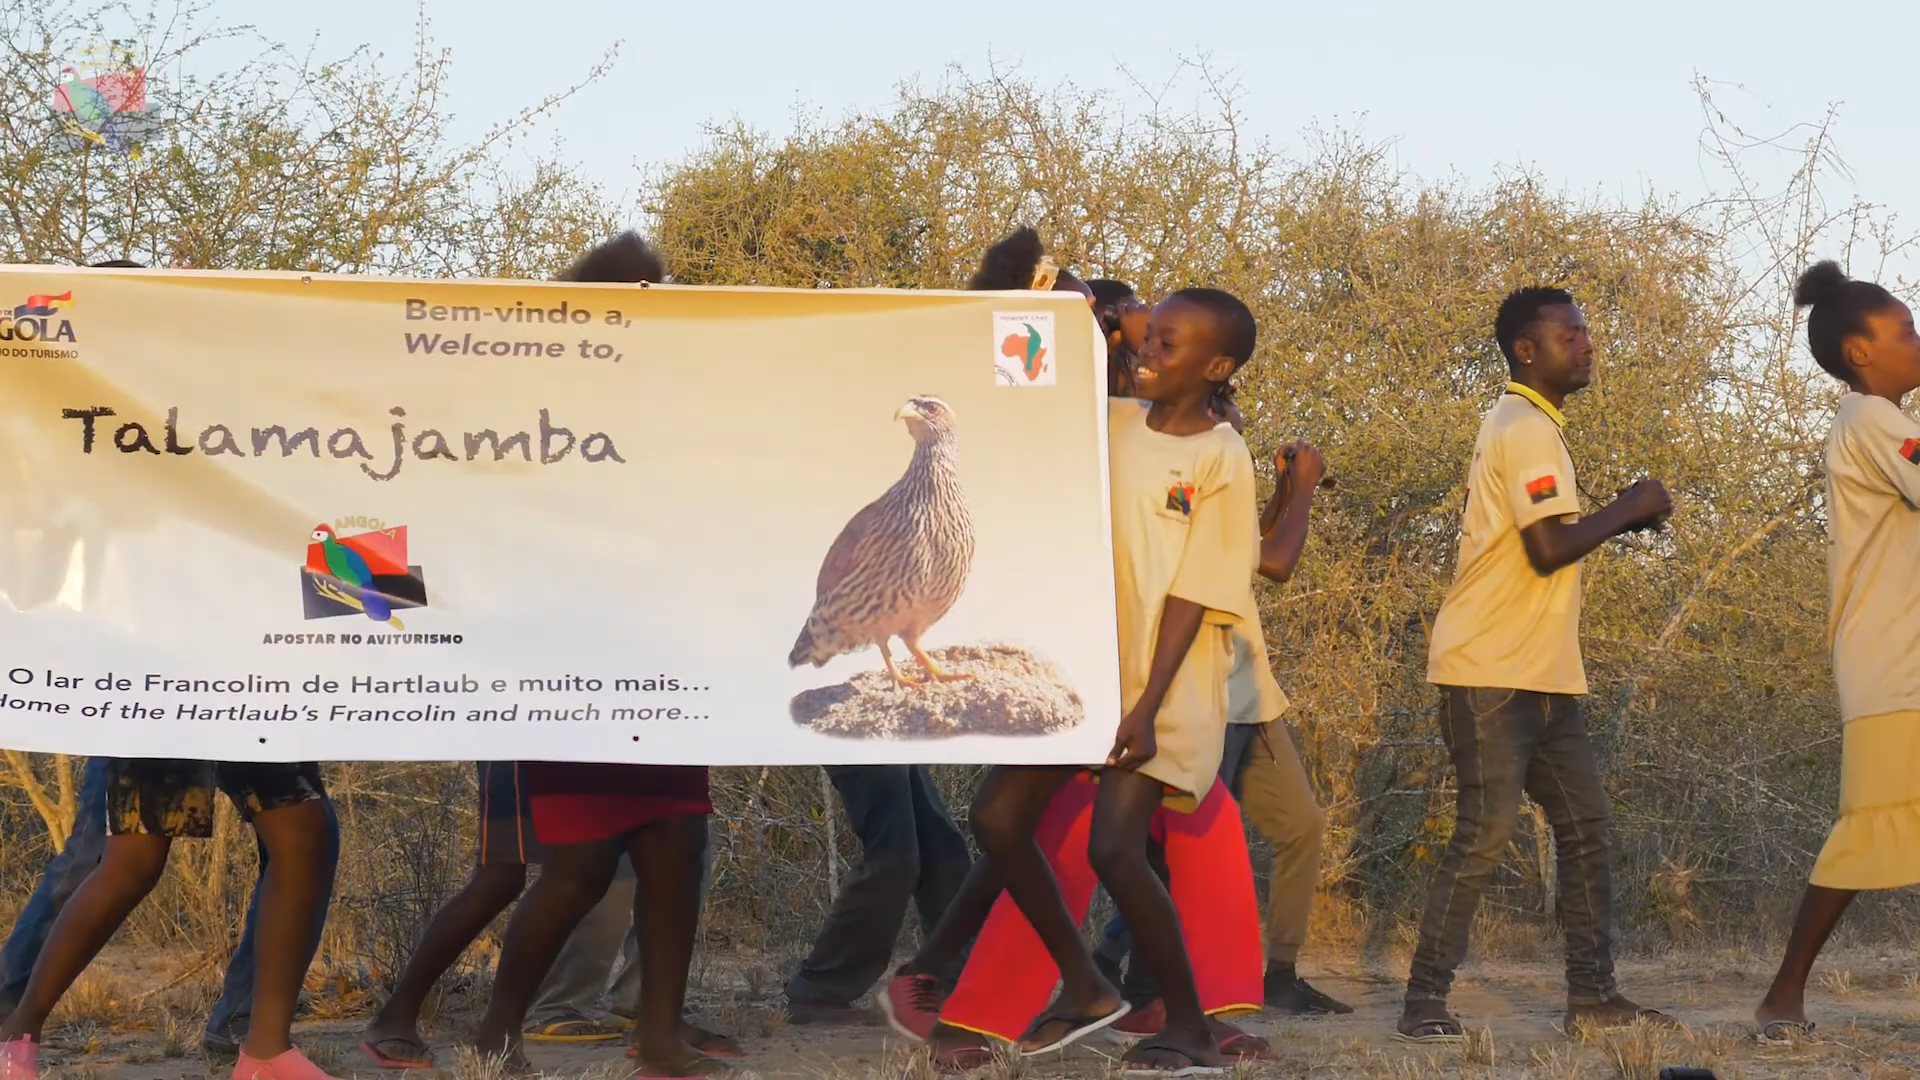 GOLA
IO DO TURISMO
Bem-vindo a,
Welcome to,
Talamajamba
ANGOLA
APOSTAR NO AVITURISMO
O lar de Francolim de Hartlaub e muito mais...
Home of the Hartlaub's Francolin and much more...